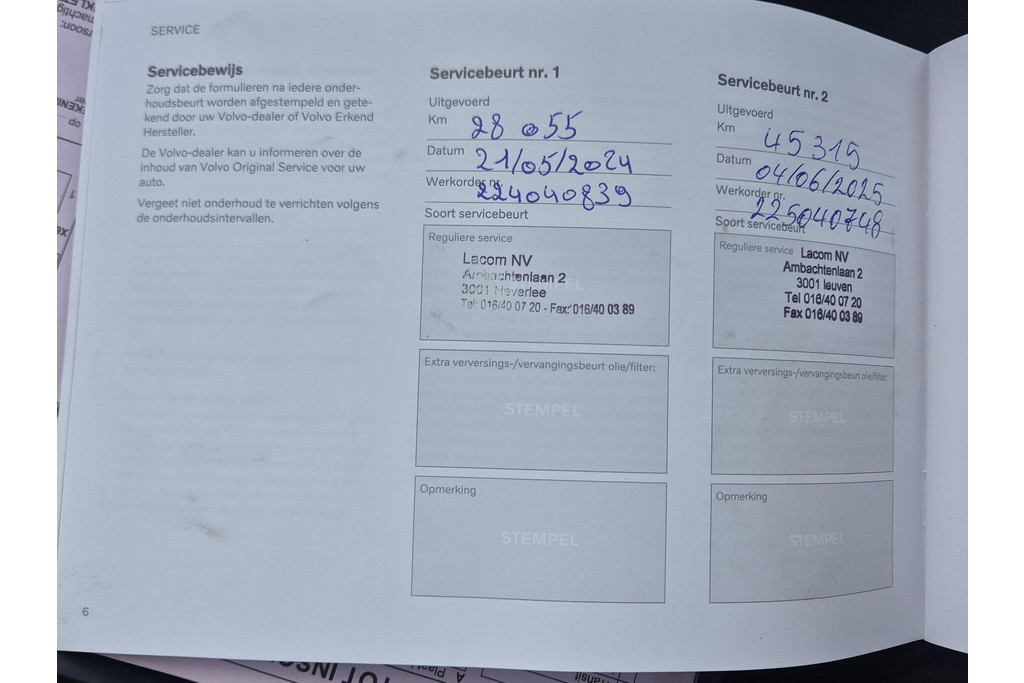 SERVICE
Servicebewijs
Zorg dat de formulieren na iedere onder-
houdsbeurt worden afgestempeld en gete-
kend door uw Volvo-dealer of Volvo Erkend
Hersteller.
De Volvo-dealer kan u informeren over de
inhoud van Volvo Original Service voor uw
auto.
Vergeet niet onderhoud te verrichten volgens
de onderhoudsintervallen.
6
Servicebeurt nr. 1
Uitgevoerd
Km 28 055
Datum 21/05/2024
Werkorder nr. 224040839
Soort servicebeurt
Reguliere service
Lacom NV
Ambachtenlaan 2
3001 Heverlee
Tel: 016/40 07 20 - Fax: 016/40 03 89
Extra verversings-/vervangingsbeurt olie/filter:
STEMPEL
Opmerking
STEMPEL
Servicebeurt nr. 2
Uitgevoerd
Km 45315
Datum 04/06/2025
Werkorder nr. 225040748
Soort servicebeurt
Reguliere service
Lacom NV
Ambachtenlaan 2
3001 leuven
Tel 016/40 07 20
Fax 016/40 03 89
Extra verversings-/vervangingsbeurt olie/filter:
STEMPEL
Opmerking
STEMPEL